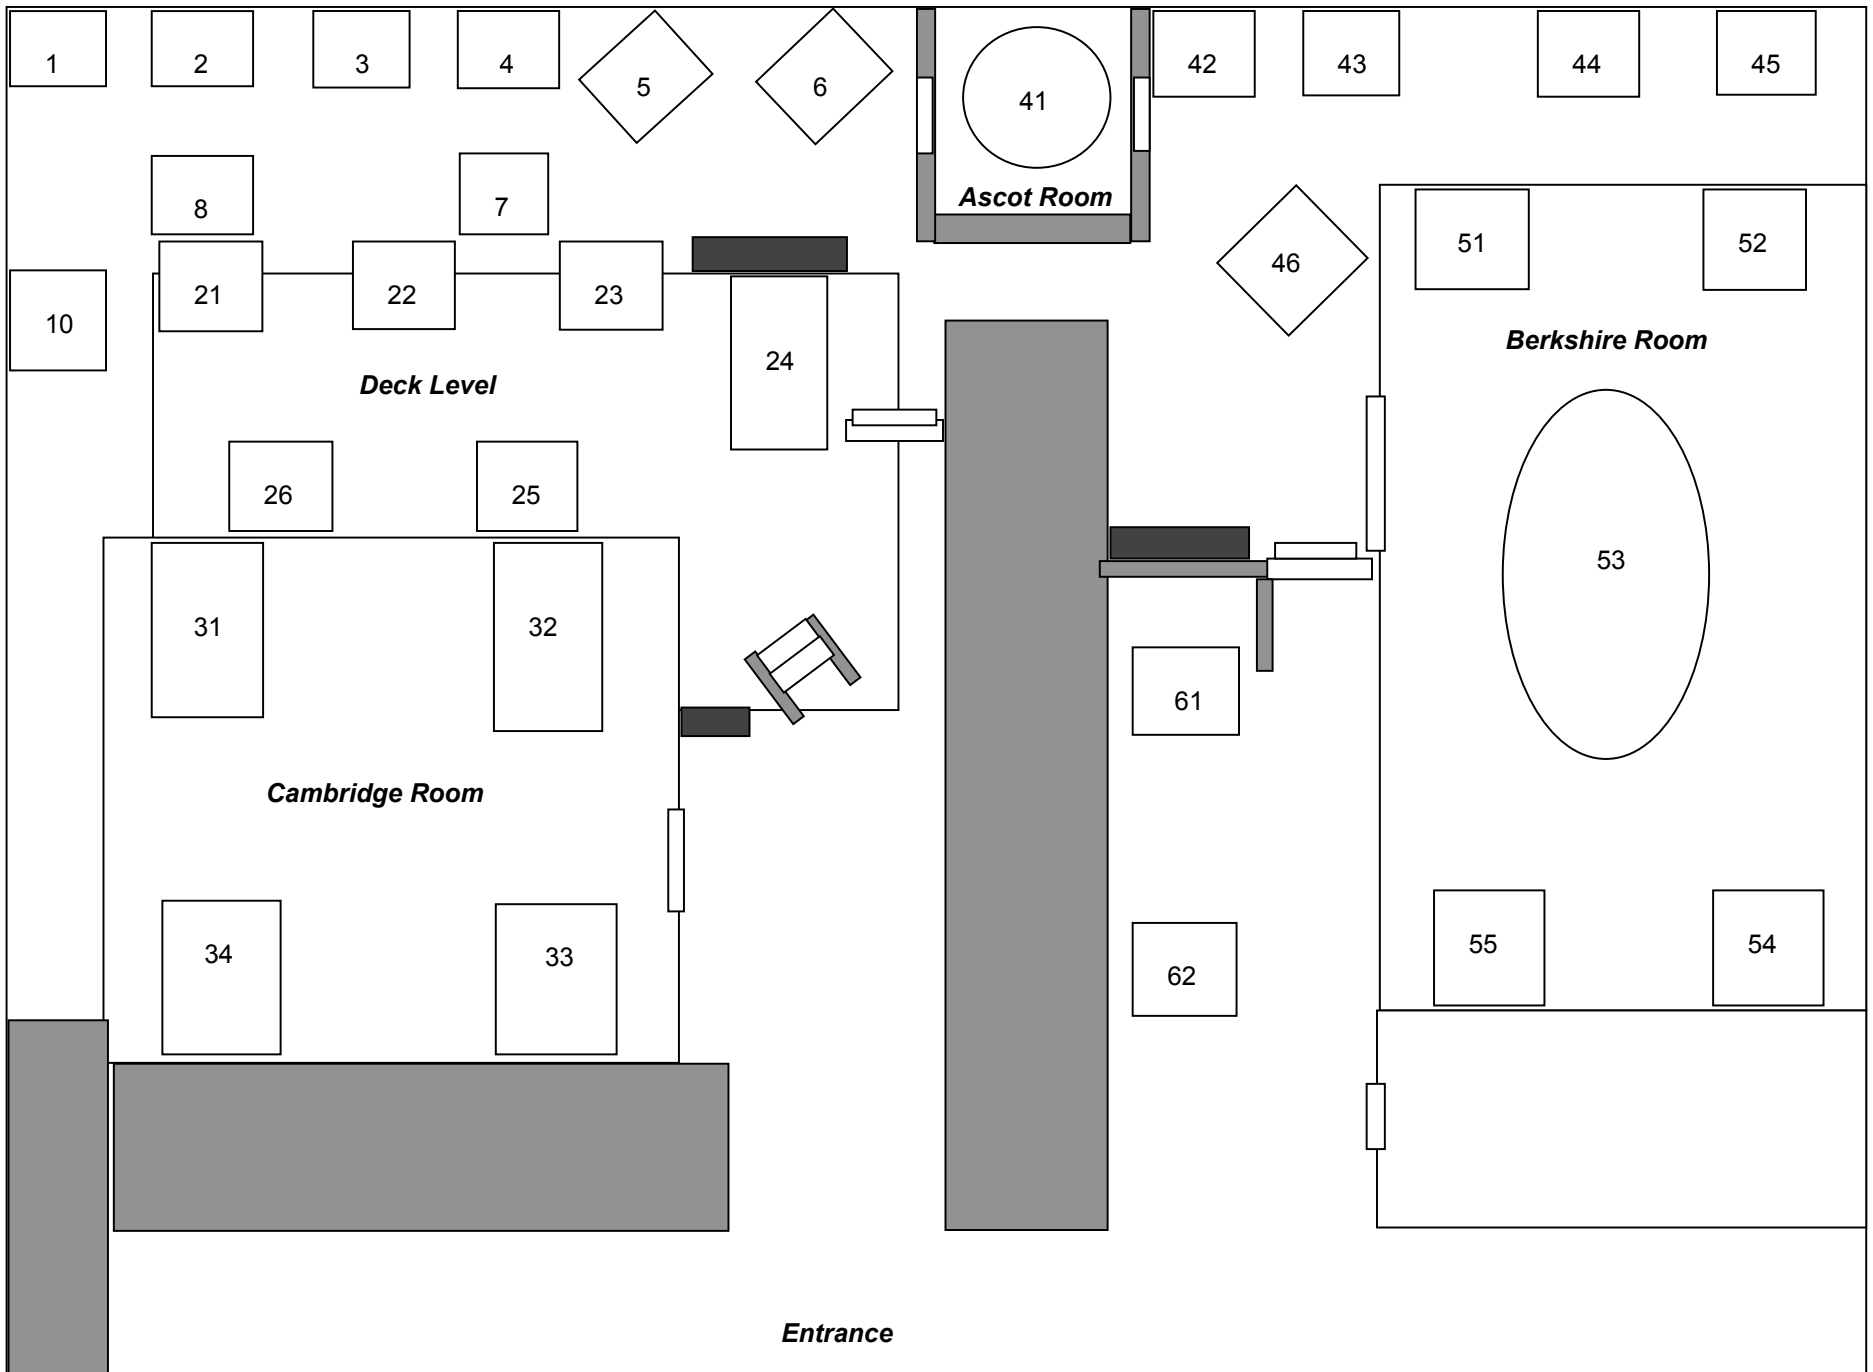 1 2 3 4 5 6 41 42 43 44 45
Ascot Room
8 7
46 51 52
10 21 22 23
Berkshire Room
24
Deck Level
26 25
53
31 32
61
Cambridge Room
34 33
62
55 54
Entrance